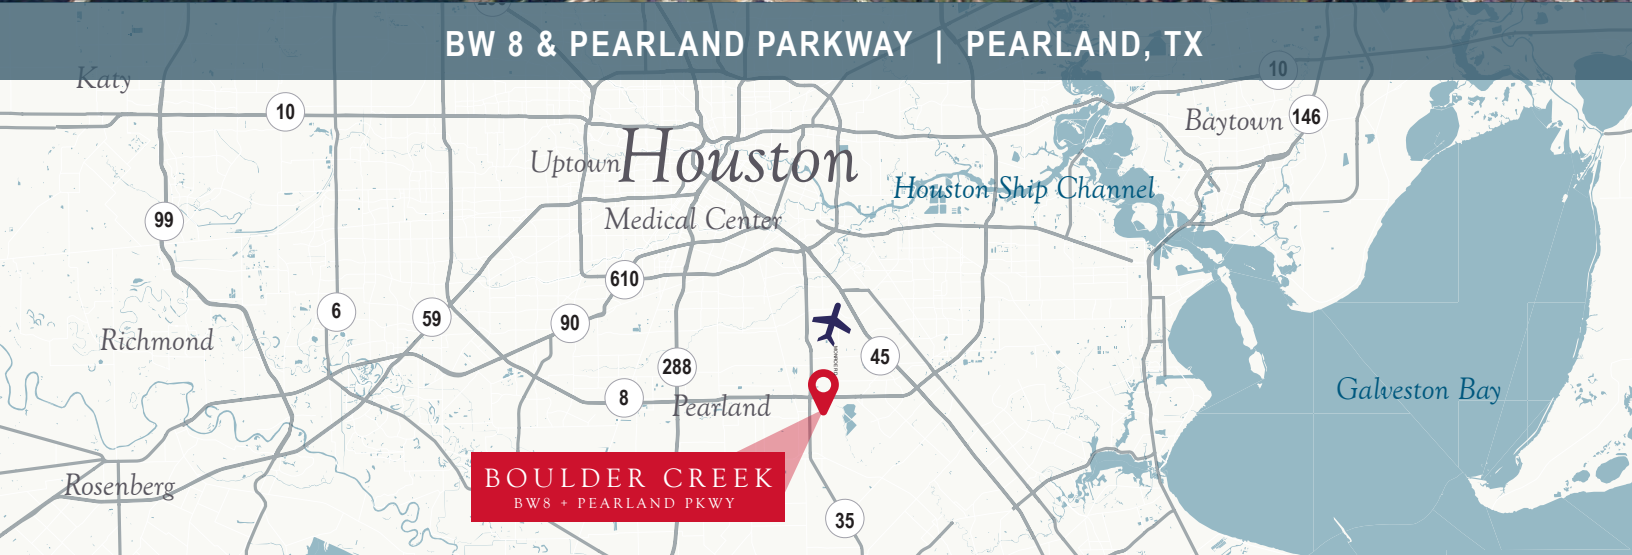 BW 8 & PEARLAND PARKWAY | PEARLAND, TX
Katy
10
10
Baytown
146
Uptown
Houston
Houston Ship Channel
99
Medical Center
610
6
59
90
Richmond
45
288
8
Pearland
Galveston Bay
BOULDER CREEK
BW8 + PEARLAND PKWY
Rosenberg
35